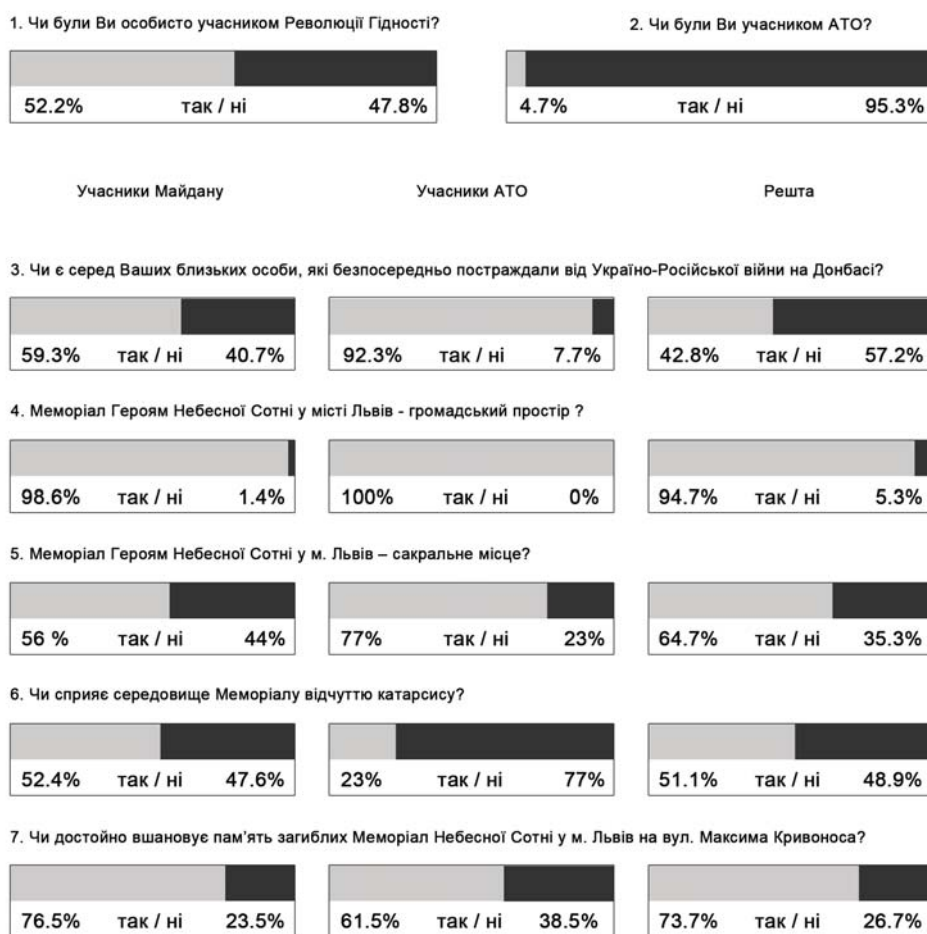 1. Чи були Ви особисто учасником Революції Гідності?
2. Чи були Ви учасником АТО?
52.2% так / ні 47.8%
4.7% так / ні 95.3%
Учасники Майдану
Учасники АТО
Решта
3. Чи є серед Ваших близьких особи, які безпосередньо постраждали від Україно-Російської війни на Донбасі?
59.3% так / ні 40.7%
92.3% так / ні 7.7%
42.8% так / ні 57.2%
4. Меморіал Героям Небесної Сотні у місті Львів - громадський простір ?
98.6% так / ні 1.4%
100% так / ні 0%
94.7% так / ні 5.3%
5. Меморіал Героям Небесної Сотні у м. Львів – сакральне місце?
56 % так / ні 44%
77% так / ні 23%
64.7% так / ні 35.3%
6. Чи сприяє середовище Меморіалу відчуттю катарсису?
52.4% так / ні 47.6%
23% так / ні 77%
51.1% так / ні 48.9%
7. Чи достойно вшановує пам’ять загиблих Меморіал Небесної Сотні у м. Львів на вул. Максима Кривоноса?
76.5% так / ні 23.5%
61.5% так / ні 38.5%
73.7% так / ні 26.7%